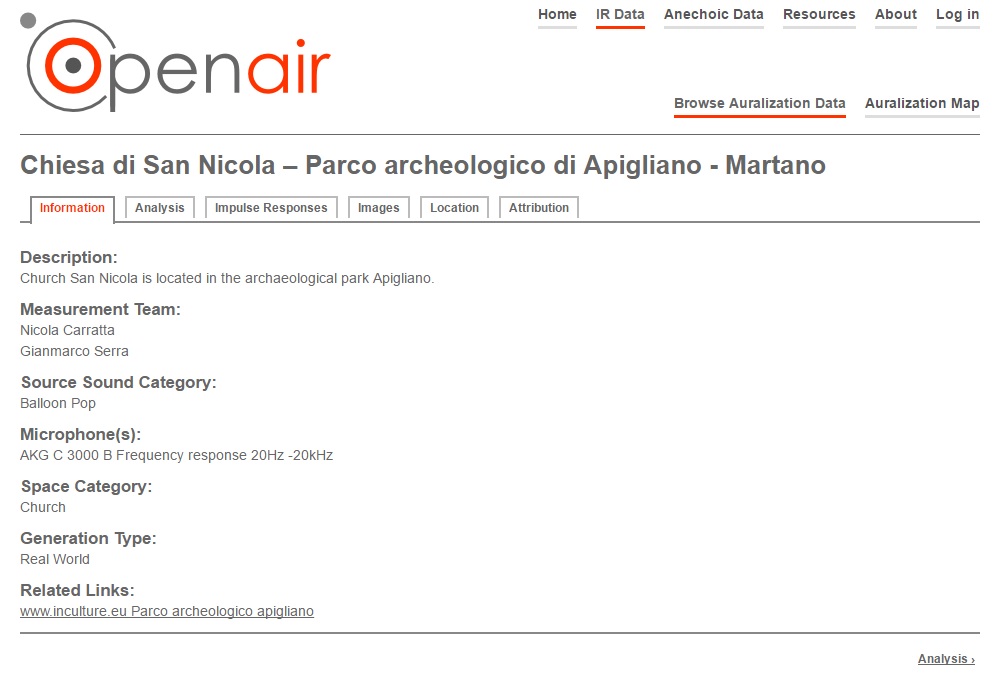 Openair
Home IR Data Anechoic Data Resources About Log in
Browse Auralization Data Auralization Map
Chiesa di San Nicola – Parco archeologico di Apigliano - Martano
Information Analysis Impulse Responses Images Location Attribution
Description:
Church San Nicola is located in the archaeological park Apigliano.
Measurement Team:
Nicola Carratta
Gianmarco Serra
Source Sound Category:
Balloon Pop
Microphone(s):
AKG C 3000 B Frequency response 20Hz -20kHz
Space Category:
Church
Generation Type:
Real World
Related Links:
www.inculture.eu Parco archeologico apigliano
Analysis ›